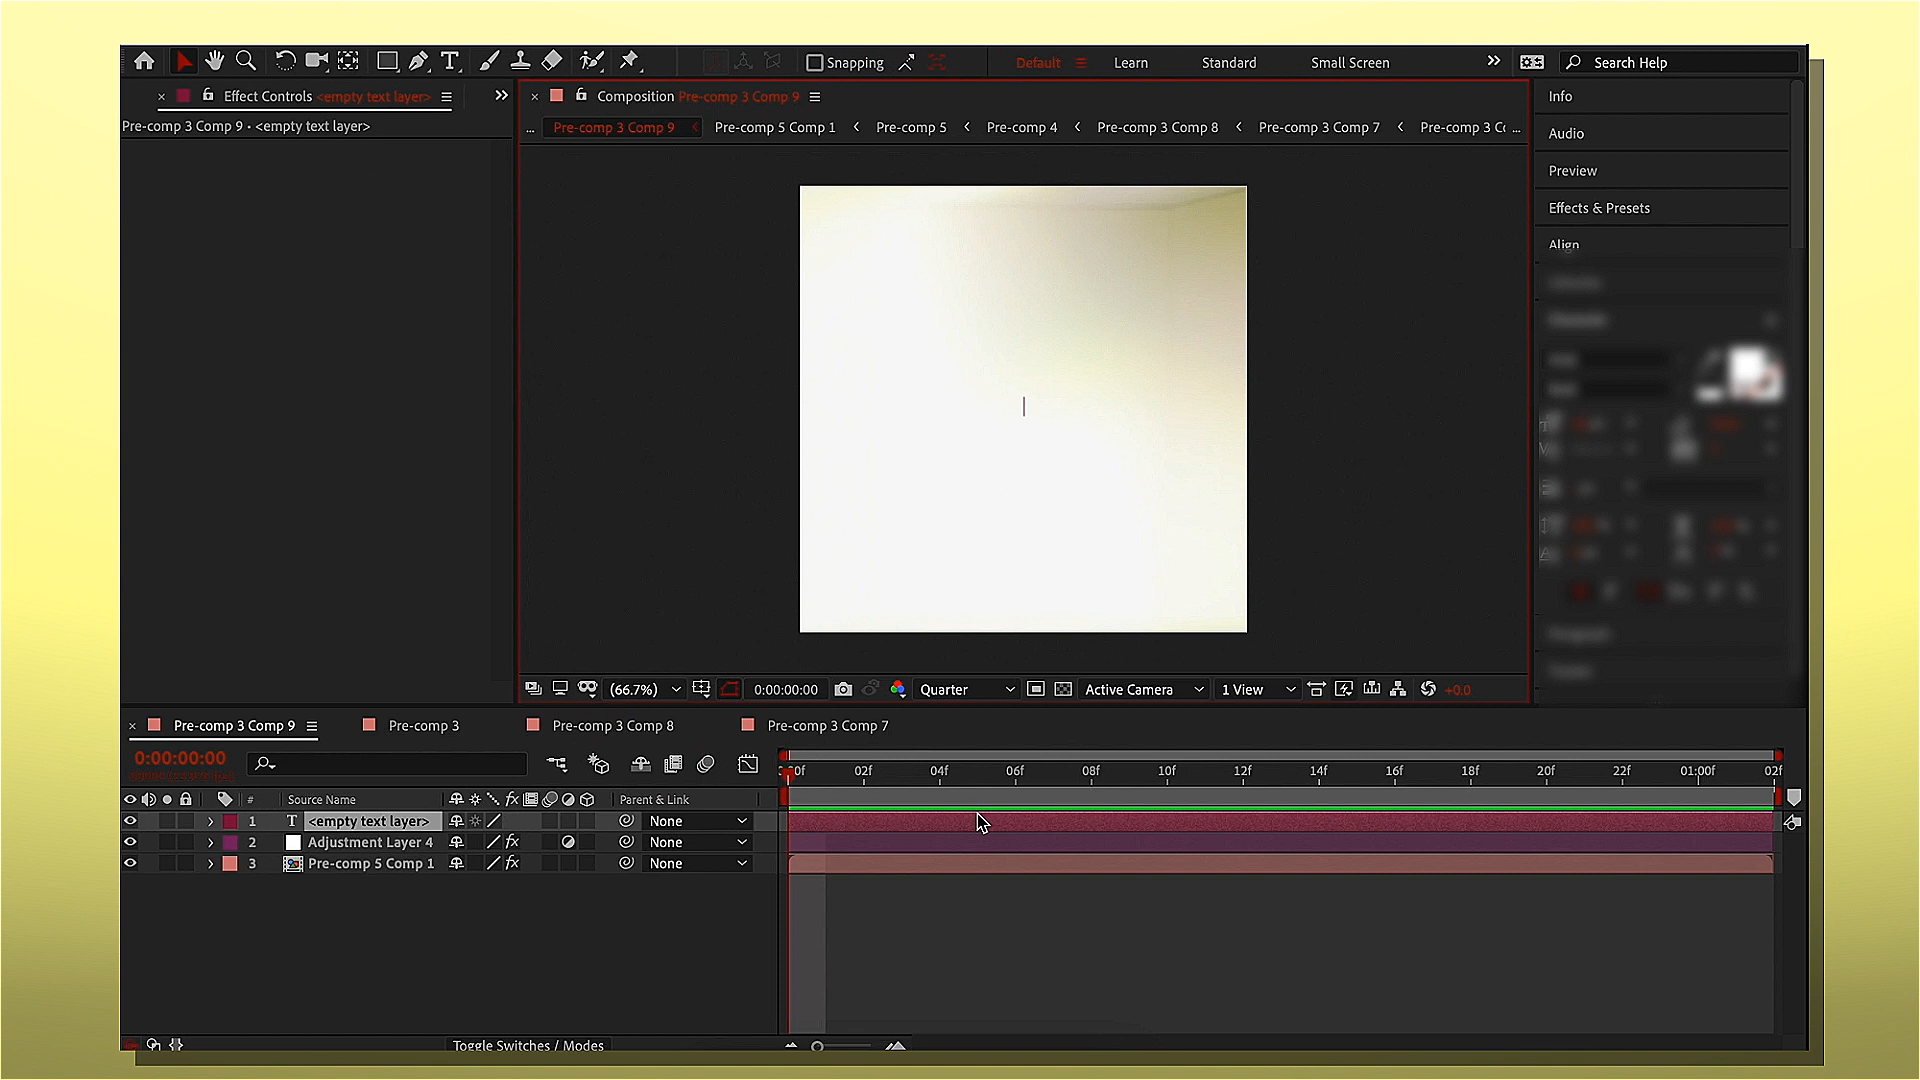 Snapping
Default
Learn
Standard
Small Screen
Search Help
Effect Controls <empty text layer>
Composition Pre-comp 3 Comp 9
Info
Pre-comp 3 Comp 9 • <empty text layer>
... Pre-comp 3 Comp 9 Pre-comp 5 Comp 1 Pre-comp 5 Pre-comp 4 Pre-comp 3 Comp 8 Pre-comp 3 Comp 7 Pre-comp 3 Cc ...
Audio
Preview
Effects & Presets
Align
(66.7%) 0:00:00:00 Quarter Active Camera 1 View +0.0
Pre-comp 3 Comp 9 Pre-comp 3 Pre-comp 3 Comp 8 Pre-comp 3 Comp 7
0:00:00:00
02f 04f 06f 08f 10f 12f 14f 16f 18f 20f 22f 01:00f 02f
# Source Name fx Parent & Link
1 T <empty text layer> None
2 Adjustment Layer 4 fx None
3 Pre-comp 5 Comp 1 fx None
Toggle Switches / Modes